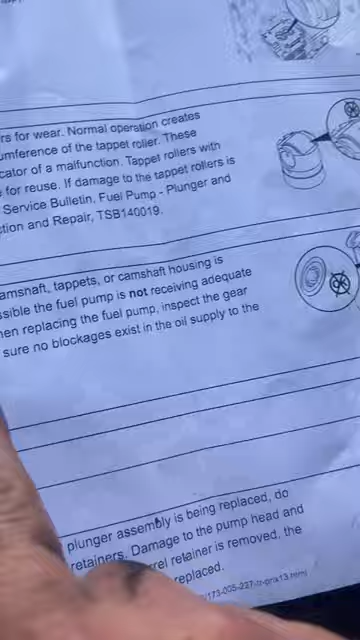 rs for wear. Normal operation creates
umference of the tappet roller. These
cator of a malfunction. Tappet rollers with
for reuse. If damage to the tappet rollers is
Service Bulletin, Fuel Pump - Plunger and
ction and Repair, TSB140019.
amshaft, tappets, or camshaft housing is
ssible the fuel pump is not receiving adequate
hen replacing the fuel pump, inspect the gear
sure no blockages exist in the oil supply to the
plunger assembly is being replaced, do
retainers. Damage to the pump head and
rel retainer is removed, the
replaced.